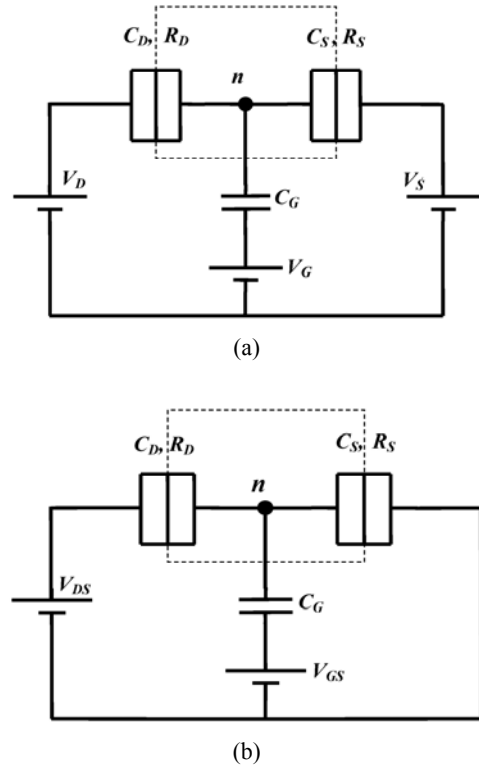 C_D, R_D
C_S, R_S
n
V_D
V_S
C_G
V_G
(a)
C_D, R_D
C_S, R_S
n
V_DS
C_G
V_GS
(b)